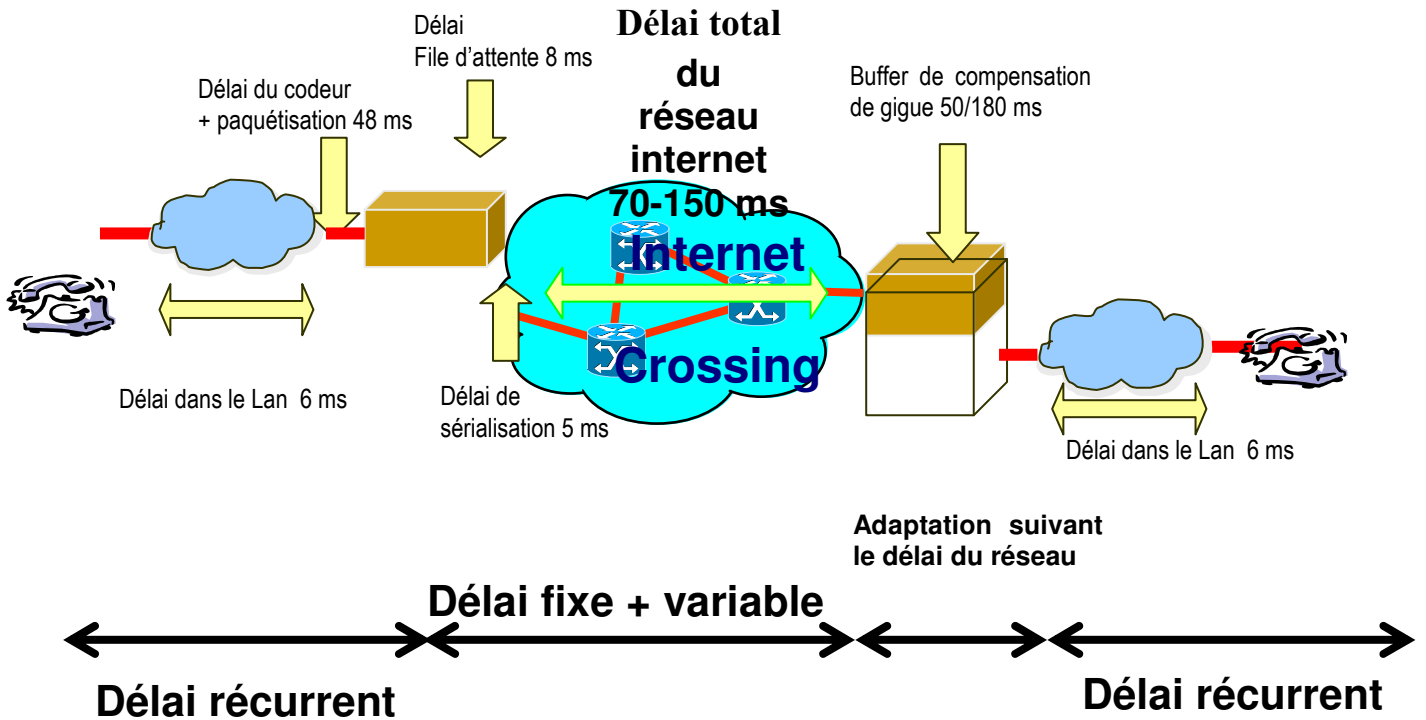 Délai
File d'attente 8 ms
Délai total
du
réseau
internet
70-150 ms
Délai du codeur
+ paquétisation 48 ms
Buffer de compensation
de gigue 50/180 ms
Internet
Crossing
Délai dans le Lan 6 ms
Délai de
sérialisation 5 ms
Délai dans le Lan 6 ms
Adaptation suivant
le délai du réseau
Délai fixe + variable
Délai récurrent
Délai récurrent